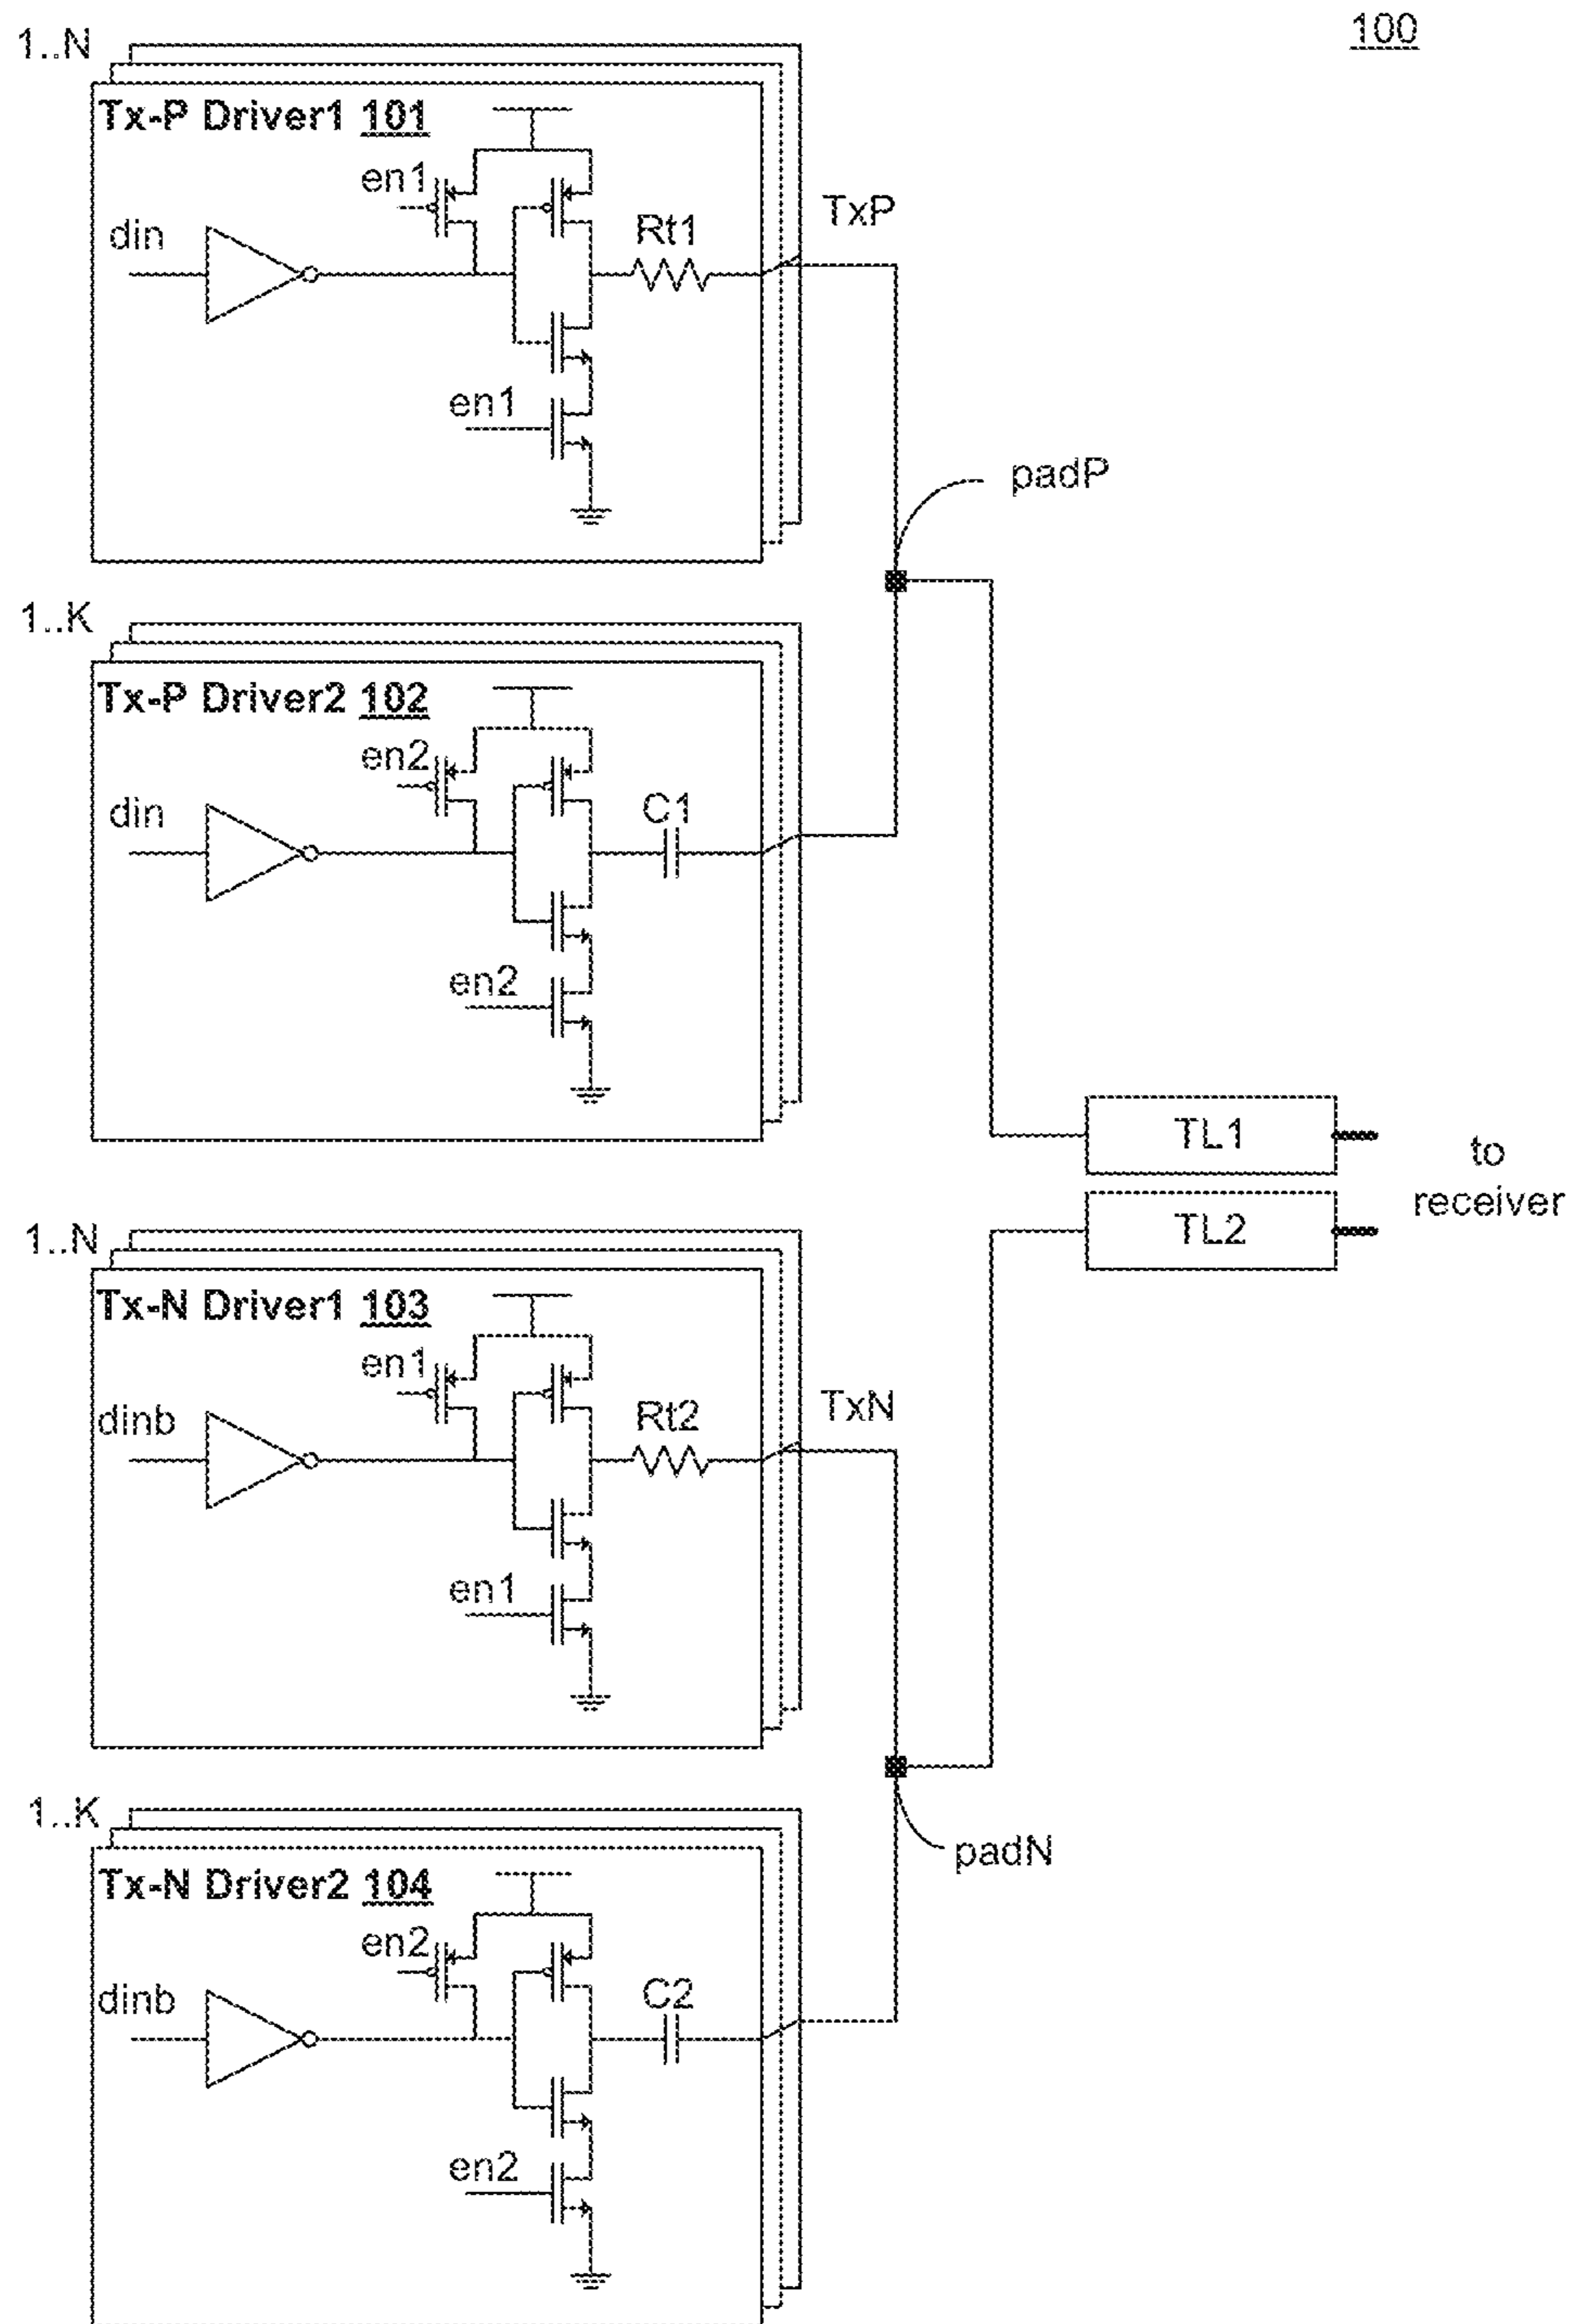 100
1..N
Tx-P Driver1 101
en1
din
Rt1
TxP
en1
padP
1..K
Tx-P Driver2 102
en2
din
C1
en2
TL1
to
receiver
TL2
1..N
Tx-N Driver1 103
en1
dinb
Rt2
TxN
en1
1..K
padN
Tx-N Driver2 104
en2
dinb
C2
en2